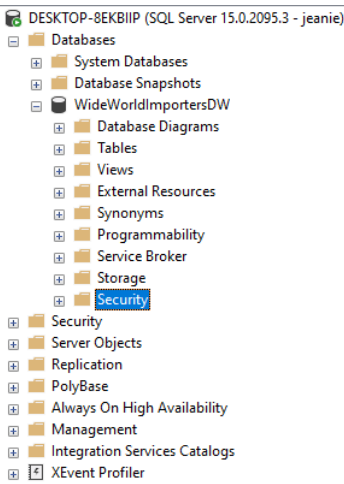 DESKTOP-8EKBIIP (SQL Server 15.0.2095.3 - jeanie)
Databases
System Databases
Database Snapshots
WideWorldImportersDW
Database Diagrams
Tables
Views
External Resources
Synonyms
Programmability
Service Broker
Storage
Security
Security
Server Objects
Replication
PolyBase
Always On High Availability
Management
Integration Services Catalogs
XEvent Profiler